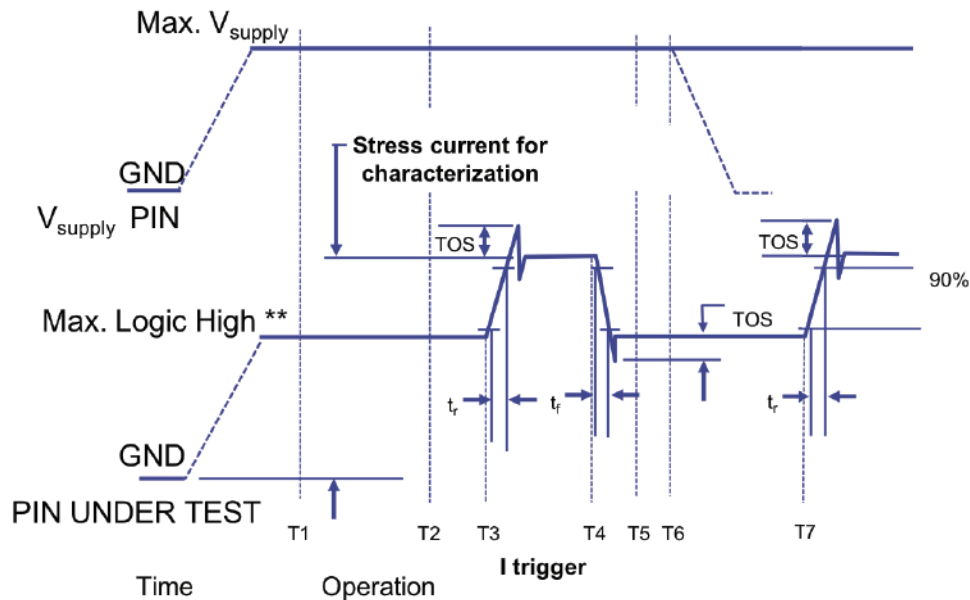 Max. Vsupply
GND
Vsupply PIN
Stress current for
characterization
TOS
TOS
90%
Max. Logic High **
TOS
tr
tf
tr
GND
PIN UNDER TEST
T1
T2
T3
T4
T5
T6
T7
I trigger
Time
Operation